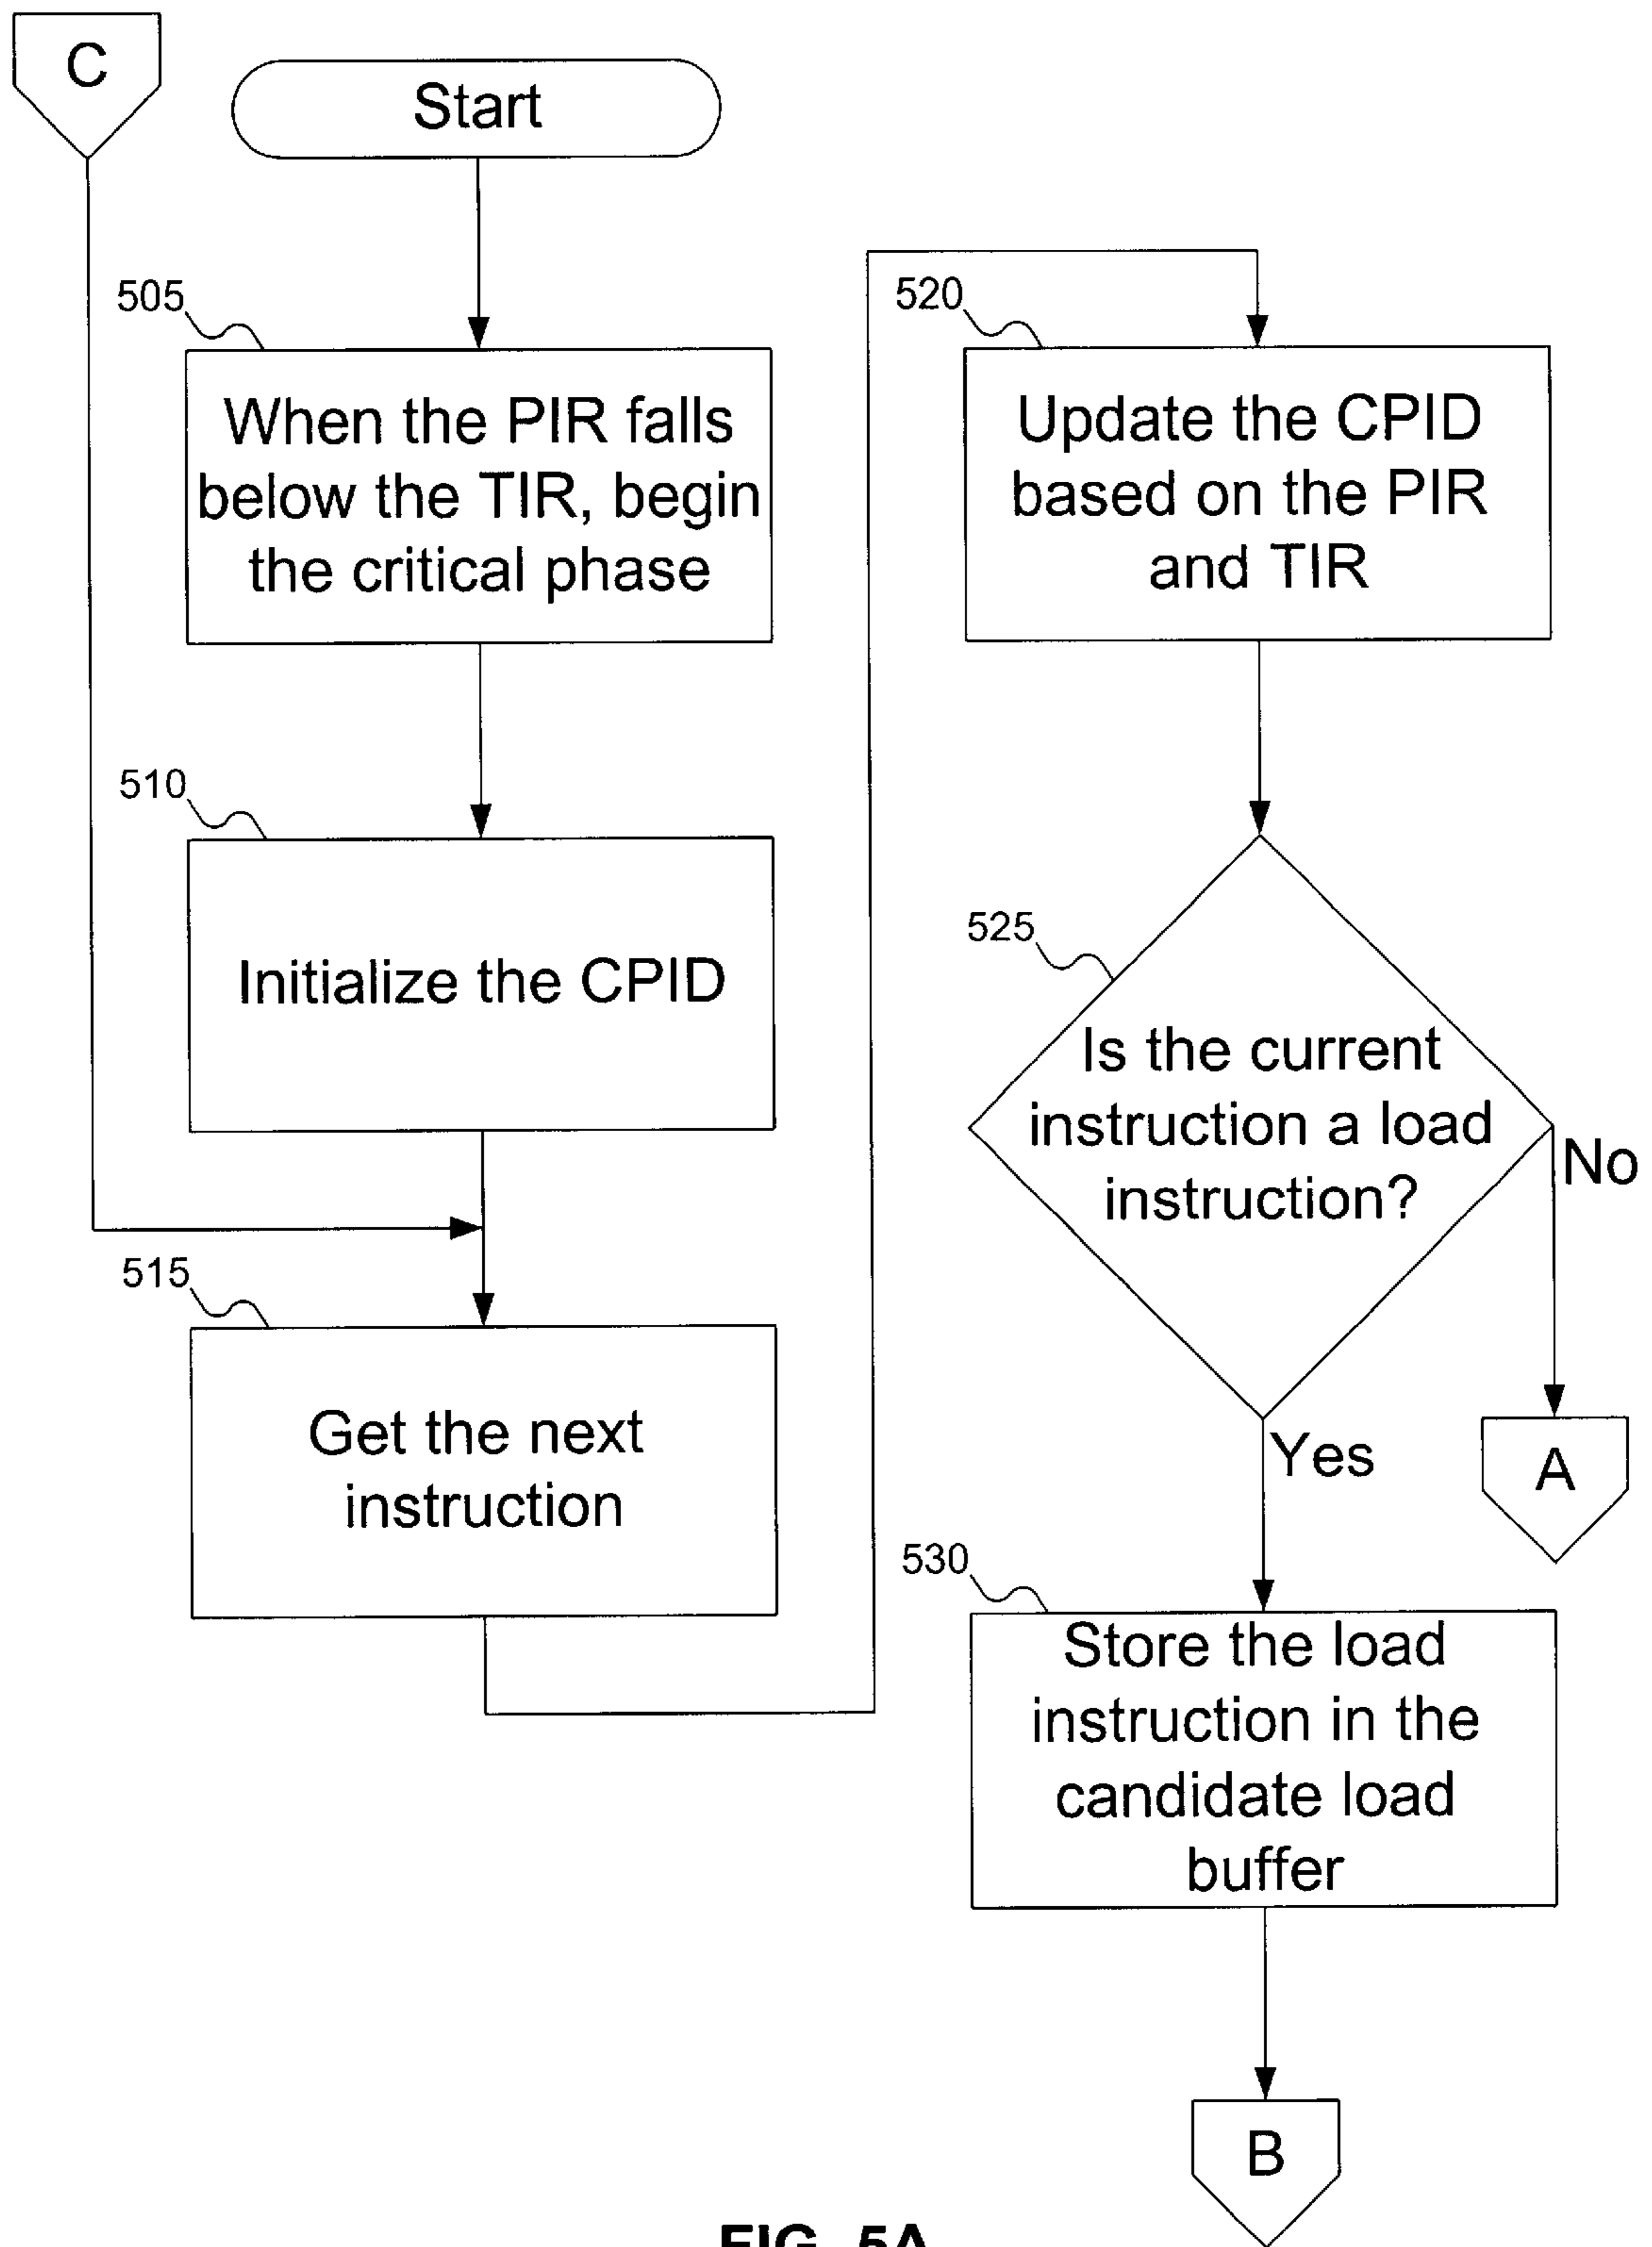 C
Start
505
When the PIR falls
below the TIR, begin
the critical phase
510
Initialize the CPID
515
Get the next
instruction
520
Update the CPID
based on the PIR
and TIR
525
Is the current
instruction a load
instruction?
No
A
Yes
530
Store the load
instruction in the
candidate load
buffer
B
FIG. 5A